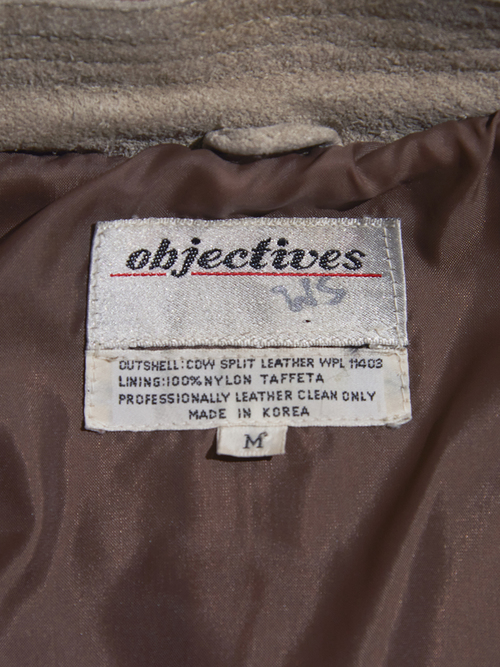 objectives
OUTSHELL:COW SPLIT LEATHER WPL 11403
LINING:100% NYLON TAFFETA
PROFESSIONALLY LEATHER CLEAN ONLY
MADE IN KOREA
M